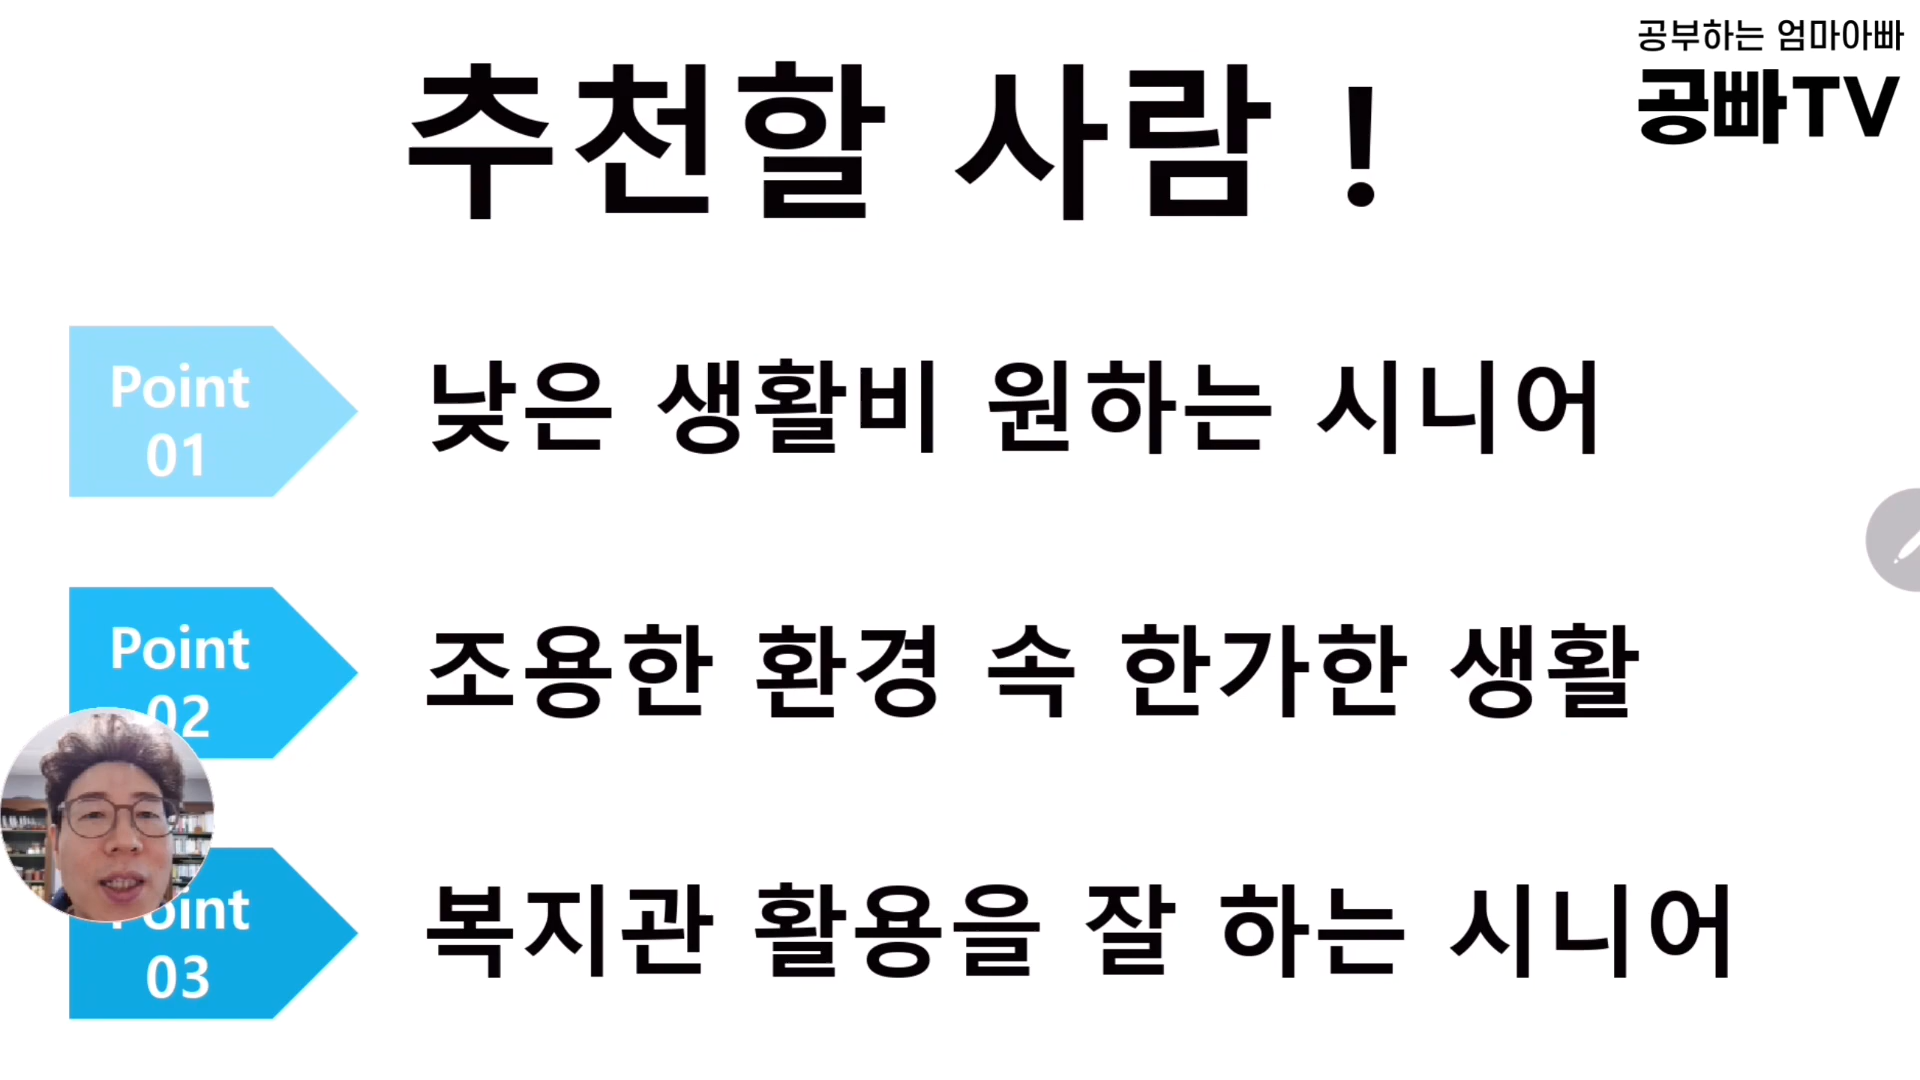 공부하는 엄마아빠
공빠TV
추천할 사람 !
Point
01
낮은 생활비 원하는 시니어
Point
02
조용한 환경 속 한가한 생활
Point
03
복지관 활용을 잘 하는 시니어